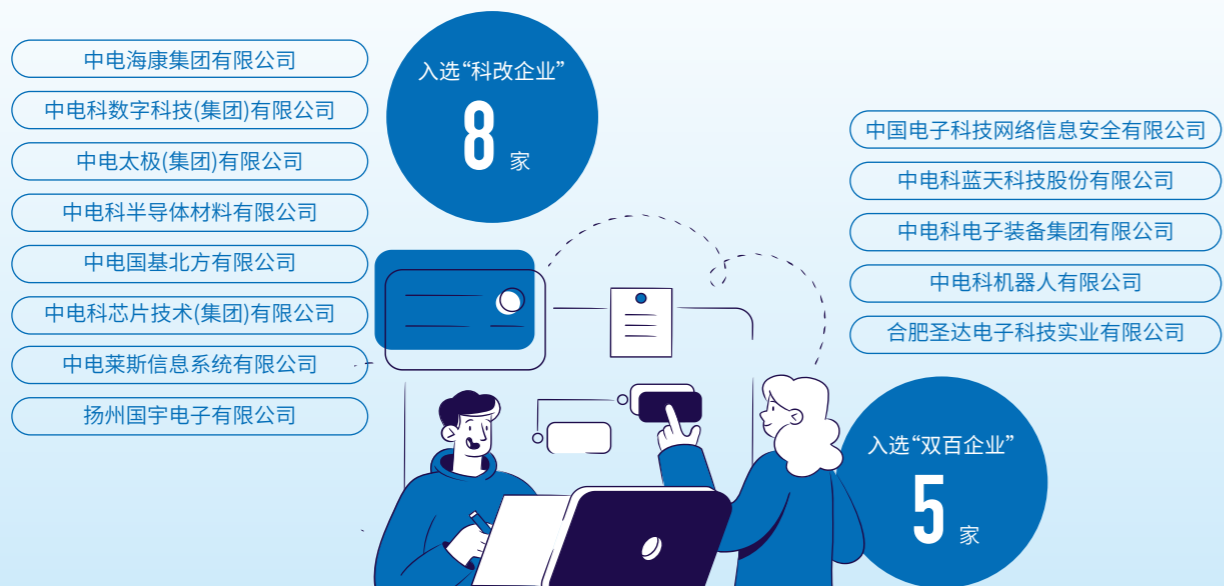 中电海康集团有限公司
中电科数字科技(集团)有限公司
中电太极(集团)有限公司
中电科半导体材料有限公司
中电国基北方有限公司
中电科芯片技术(集团)有限公司
中电莱斯信息系统有限公司
扬州国宇电子有限公司
入选“科改企业”
8 家
中国电子科技网络信息安全有限公司
中电科蓝天科技股份有限公司
中电科电子装备集团有限公司
中电科机器人有限公司
合肥圣达电子科技实业有限公司
入选“双百企业”
5 家